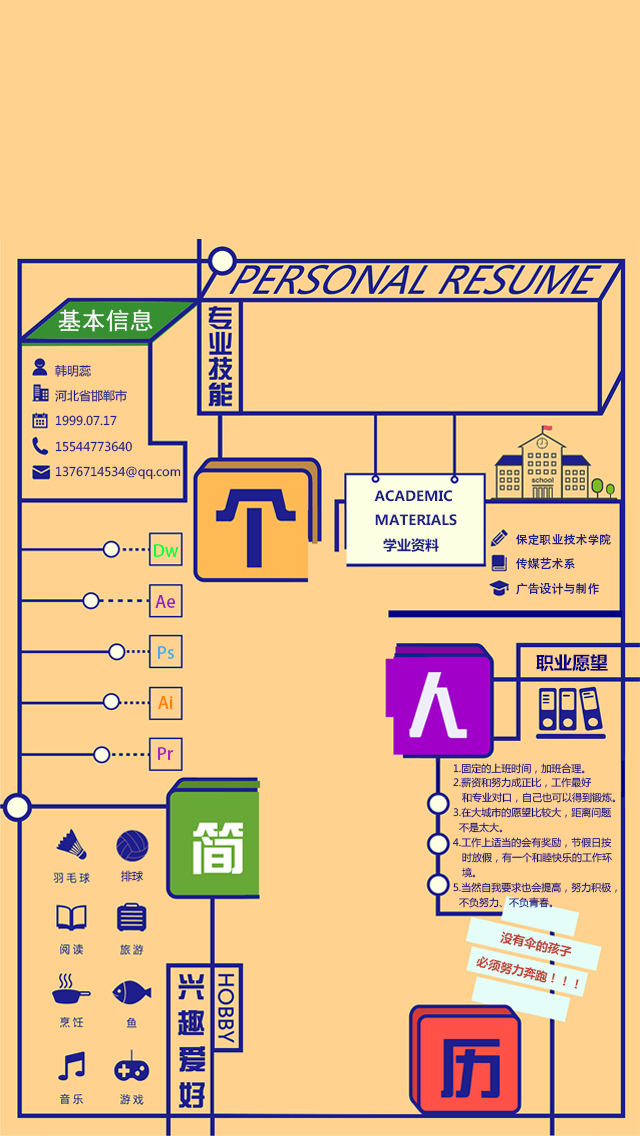 PERSONAL RESUME
基本信息
韩明蕊
河北省邯郸市
1999.07.17
15544773640
1376714534@qq.com
专业技能
个
Dw
Ae
Ps
Ai
Pr
ACADEMIC
MATERIALS
学业资料
school
保定职业技术学院
传媒艺术系
广告设计与制作
人
职业愿望
1.固定的上班时间，加班合理。
2.薪资和努力成正比，工作最好
和专业对口，自己也可以得到锻炼。
3.在大城市的愿望比较大，距离问题
不是太大。
4.工作上适当的会有奖励，节假日按
时放假，有一个和睦快乐的工作环
境。
5.当然自我要求也会提高，努力积极，
不负努力、不负青春。
没有伞的孩子
必须努力奔跑！！！
简
羽毛球
排球
阅读
旅游
烹饪
鱼
音乐
游戏
兴趣爱好
HOBBY
历